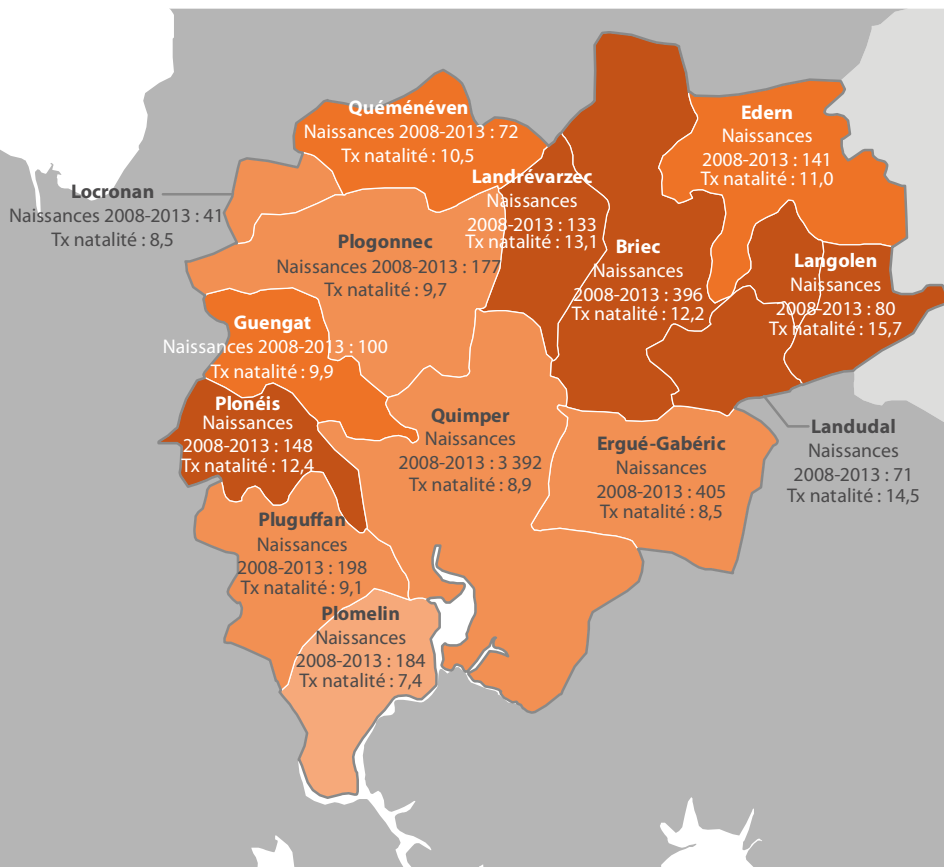 Quéménéven
Naissances 2008-2013 : 72
Tx natalité : 10,5
Edern
Naissances
2008-2013 : 141
Tx natalité : 11,0
Locronan
Naissances 2008-2013 : 41
Tx natalité : 8,5
Landrévarzec
Naissances
2008-2013 : 133
Tx natalité : 13,1
Plogonnec
Naissances 2008-2013 : 177
Tx natalité : 9,7
Briec
Naissances
2008-2013 : 396
Tx natalité : 12,2
Langolen
Naissances
2008-2013 : 80
Tx natalité : 15,7
Guengat
Naissances 2008-2013 : 100
Tx natalité : 9,9
Plonéis
Naissances
2008-2013 : 148
Tx natalité : 12,4
Quimper
Naissances
2008-2013 : 3 392
Tx natalité : 8,9
Ergué-Gabéric
Naissances
2008-2013 : 405
Tx natalité : 8,5
Landudal
Naissances
2008-2013 : 71
Tx natalité : 14,5
Pluguffan
Naissances
2008-2013 : 198
Tx natalité : 9,1
Plomelin
Naissances
2008-2013 : 184
Tx natalité : 7,4